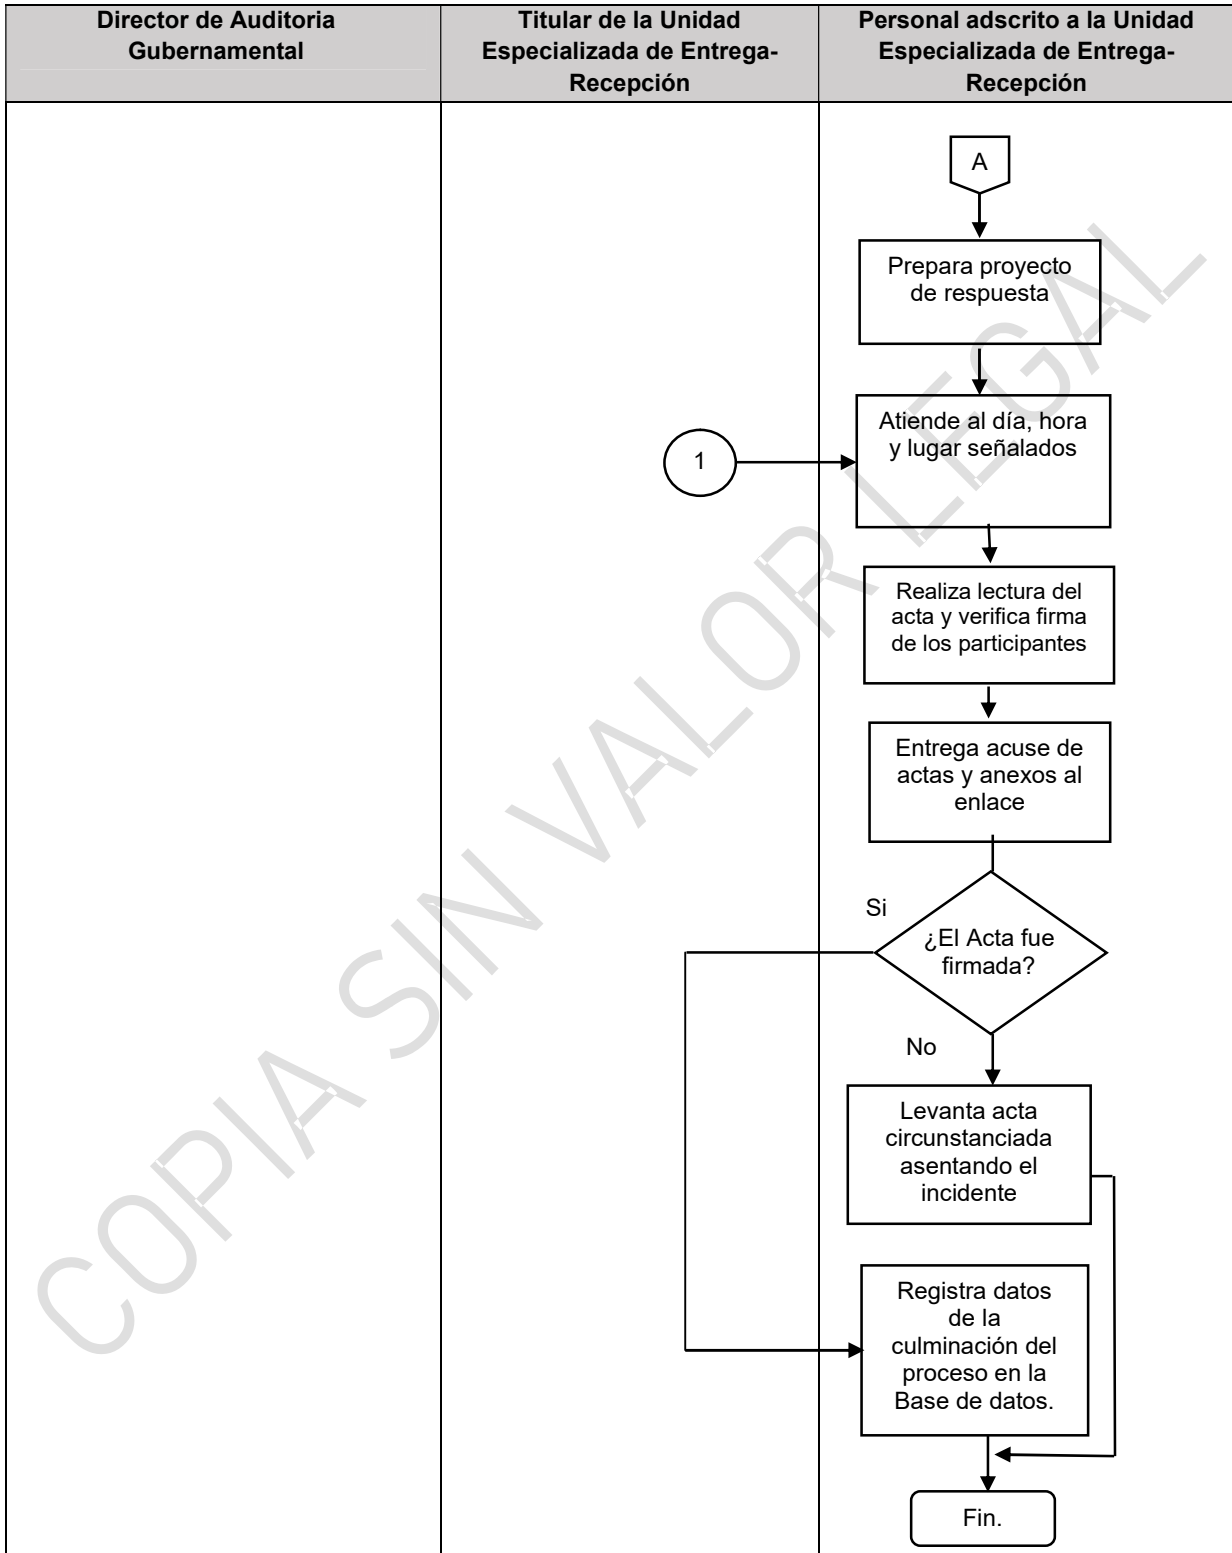 Director de Auditoria
Gubernamental
Titular de la Unidad
Especializada de Entrega-
Recepción
Personal adscrito a la Unidad
Especializada de Entrega-
Recepción
A
Prepara proyecto
de respuesta
Atiende al día, hora
y lugar señalados
1
Realiza lectura del
acta y verifica firma
de los participantes
Entrega acuse de
actas y anexos al
enlace
Si
¿El Acta fue
firmada?
No
Levanta acta
circunstanciada
asentando el
incidente
Registra datos
de la
culminación del
proceso en la
Base de datos.
Fin.
COPIA SIN VALOR LEGAL